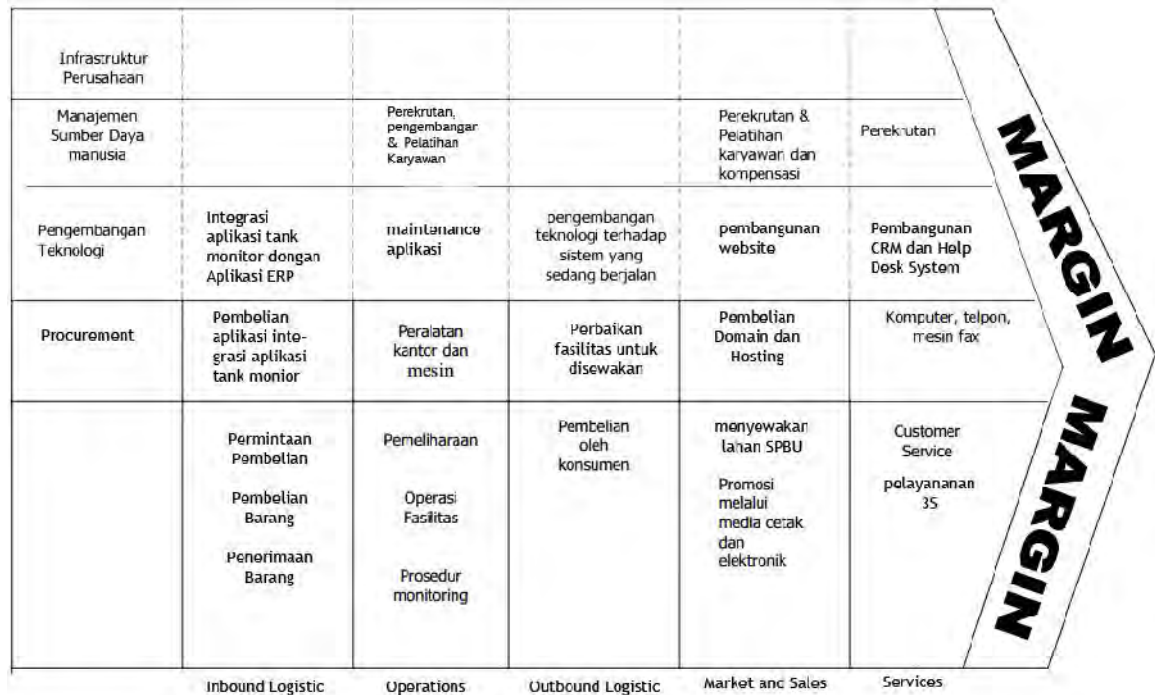 Infrastruktur
Perusahaan
Manajemen
Sumber Daya
manusia
Perekrutan,
pengembangan
& Pelatihan
Karyawan
Perekrutan &
Pelatihan
karyawan dan
kompensasi
Perekrutan
Pengembangan
Teknologi
Integrasi
aplikasi tank
monitor dongan
Aplikasi ERP
maintenance
aplikasi
pengembangan
teknologi terhadap
sistem yang
sedang berjalan
pembangunan
website
Pembangunan
CRM dan Help
Desk System
Procurement
Pembelian
aplikasi inte-
grasi aplikasi
tank monior
Peralatan
kantor dan
mesin
Perbaikan
fasilitas untuk
disewakan
Pembelian
Domain dan
Hosting
Komputer, telpon,
mesin fax
Permintaan
Pembelian
Pembelian
Barang
Penerimaan
Barang
Pemeliharaan
Operasi
Fasilitas
Prosedur
monitoring
Pembelian
oleh
konsumen
menyewakan
lahan SPBU
Promosi
melalui
media cetak
dan
elektronik
Customer
Service
pelayananan
3S
MARGIN
MARGIN
Inbound Logistic
Operations
Outbound Logistic
Market and Sales
Services